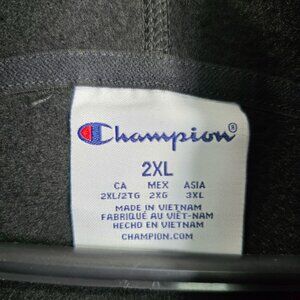 Champion®
2XL
CA MEX ASIA
2XL/2TG 2XG 3XL
MADE IN VIETNAM
FABRIQUÉ AU VIÊT-NAM
HECHO EN VIETNAM
CHAMPION.COM